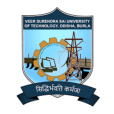 VEER SURENDRA SAI UNIVERSITY
OF TECHNOLOGY, ODISHA, BURLA
सिद्धिर्भवति कर्मजा